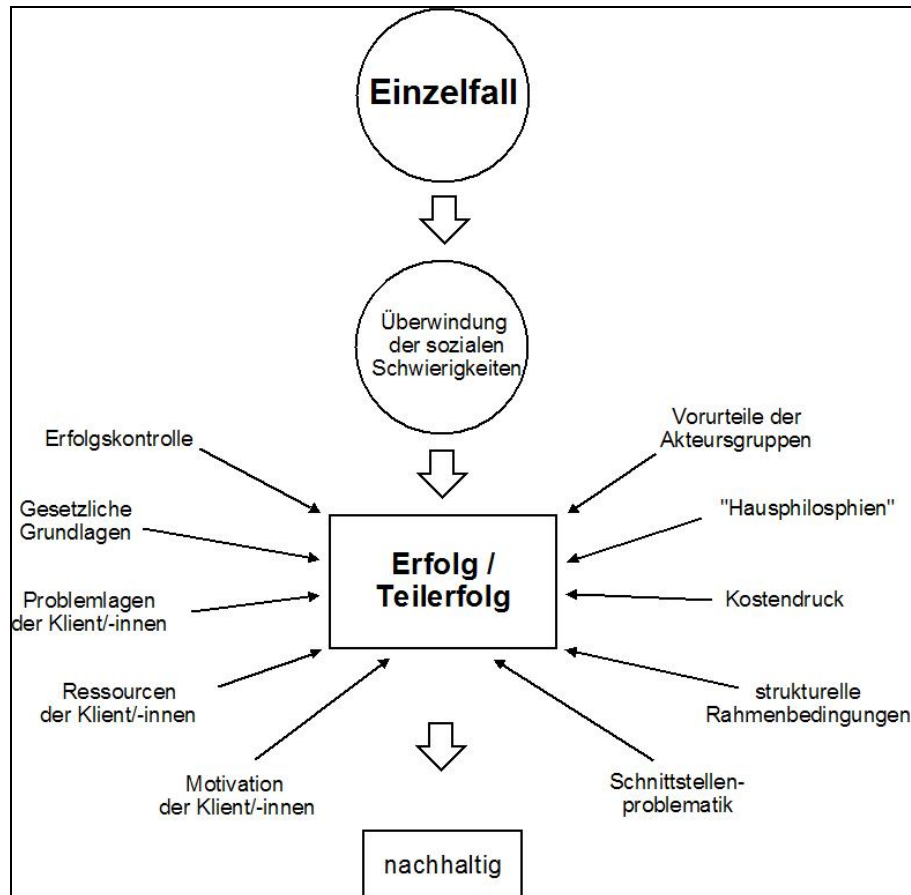 Einzelfall
Überwindung
der sozialen
Schwierigkeiten
Erfolgskontrolle
Vorurteile der
Akteursgruppen
Gesetzliche
Grundlagen
"Hausphilosphien"
Erfolg /
Teilerfolg
Problemlagen
der Klient/-innen
Kostendruck
Ressourcen
der Klient/-innen
strukturelle
Rahmenbedingungen
Motivation
der Klient/-innen
Schnittstellen-
problematik
nachhaltig